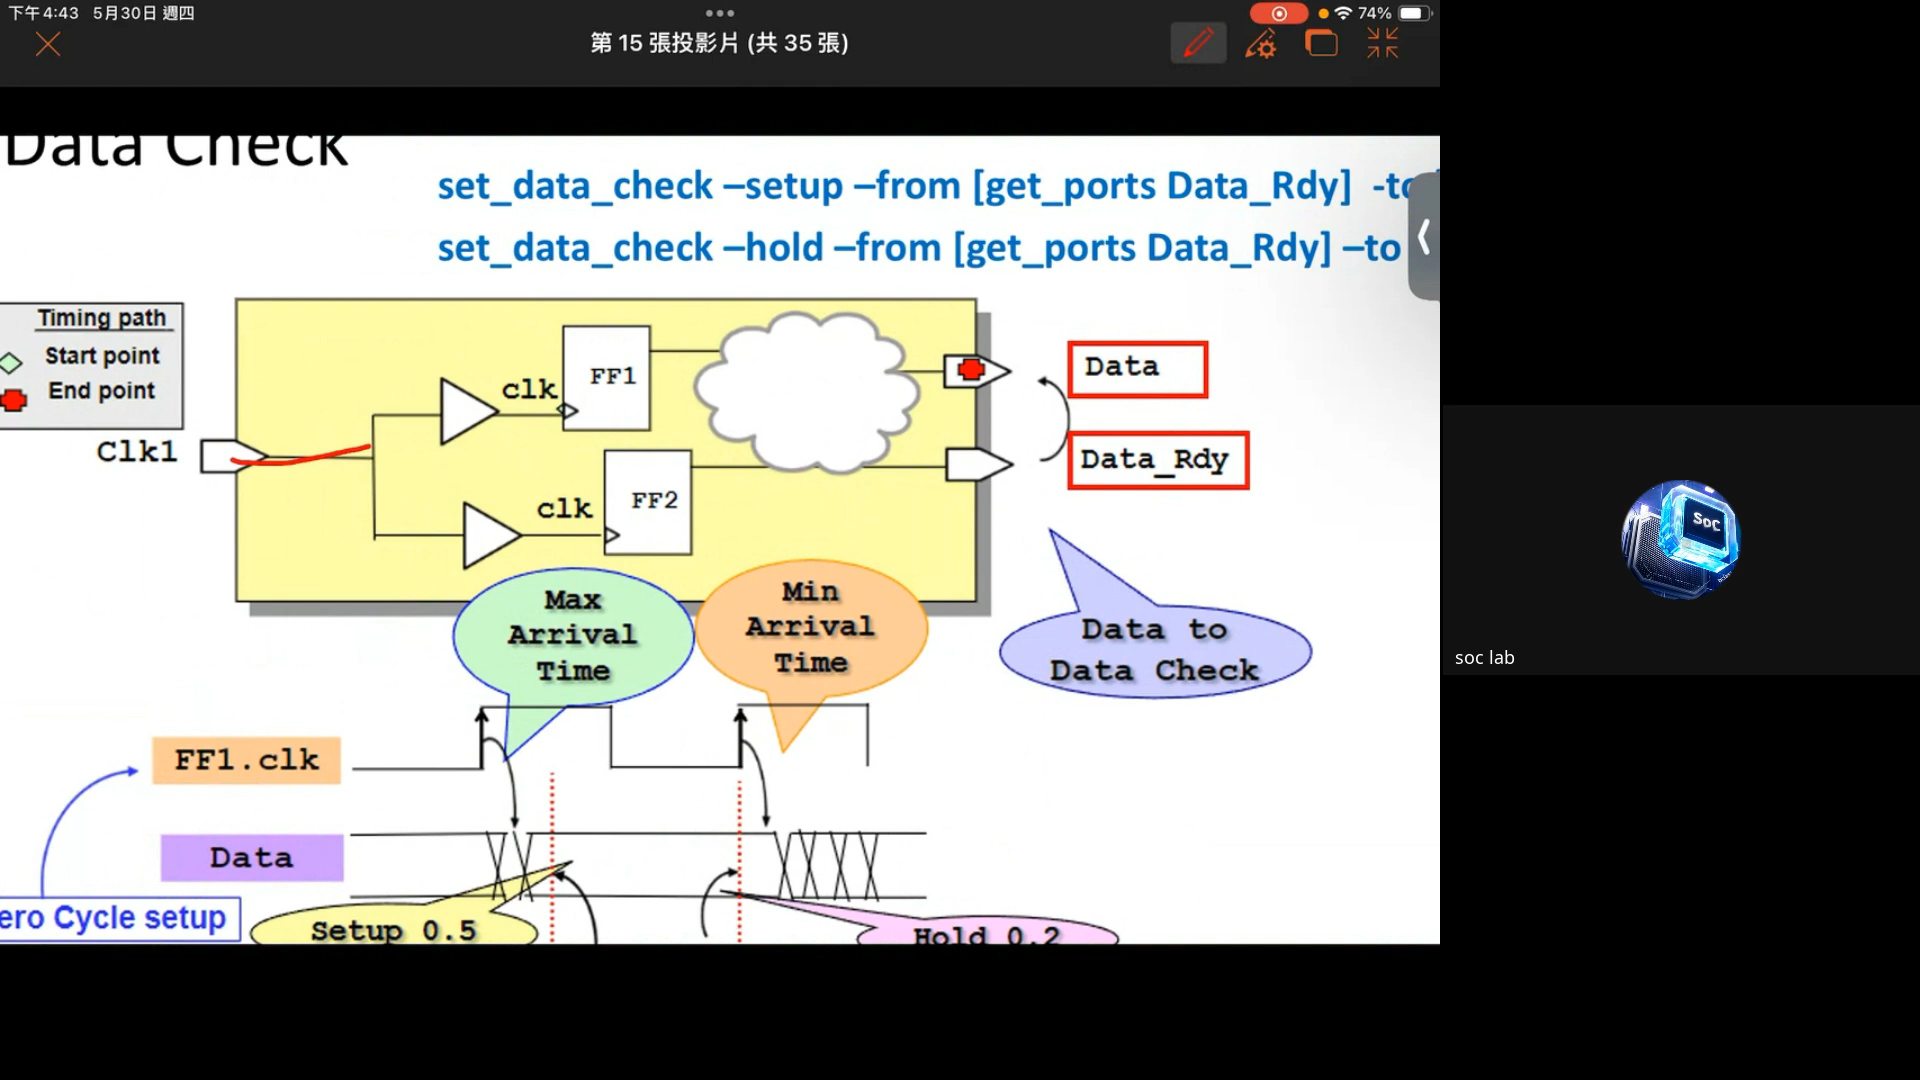 下午4:43 5月30日 週四
74%
第 15 張投影片 (共 35 張)
Data Check
set_data_check –setup –from [get_ports Data_Rdy] -to
set_data_check –hold –from [get_ports Data_Rdy] –to
Timing path
Start point
End point
Clk1
clk
FF1
clk
FF2
Data
Data_Rdy
Max
Arrival
Time
Min
Arrival
Time
Data to
Data Check
FF1.clk
Data
ero Cycle setup
Setup 0.5
Hold 0.2
SoC
soc lab